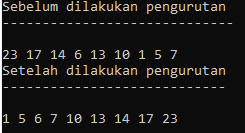 Sebelum dilakukan pengurutan
-----------------------------
23 17 14 6 13 10 1 5 7
Setelah dilakukan pengurutan
----------------------------
1 5 6 7 10 13 14 17 23